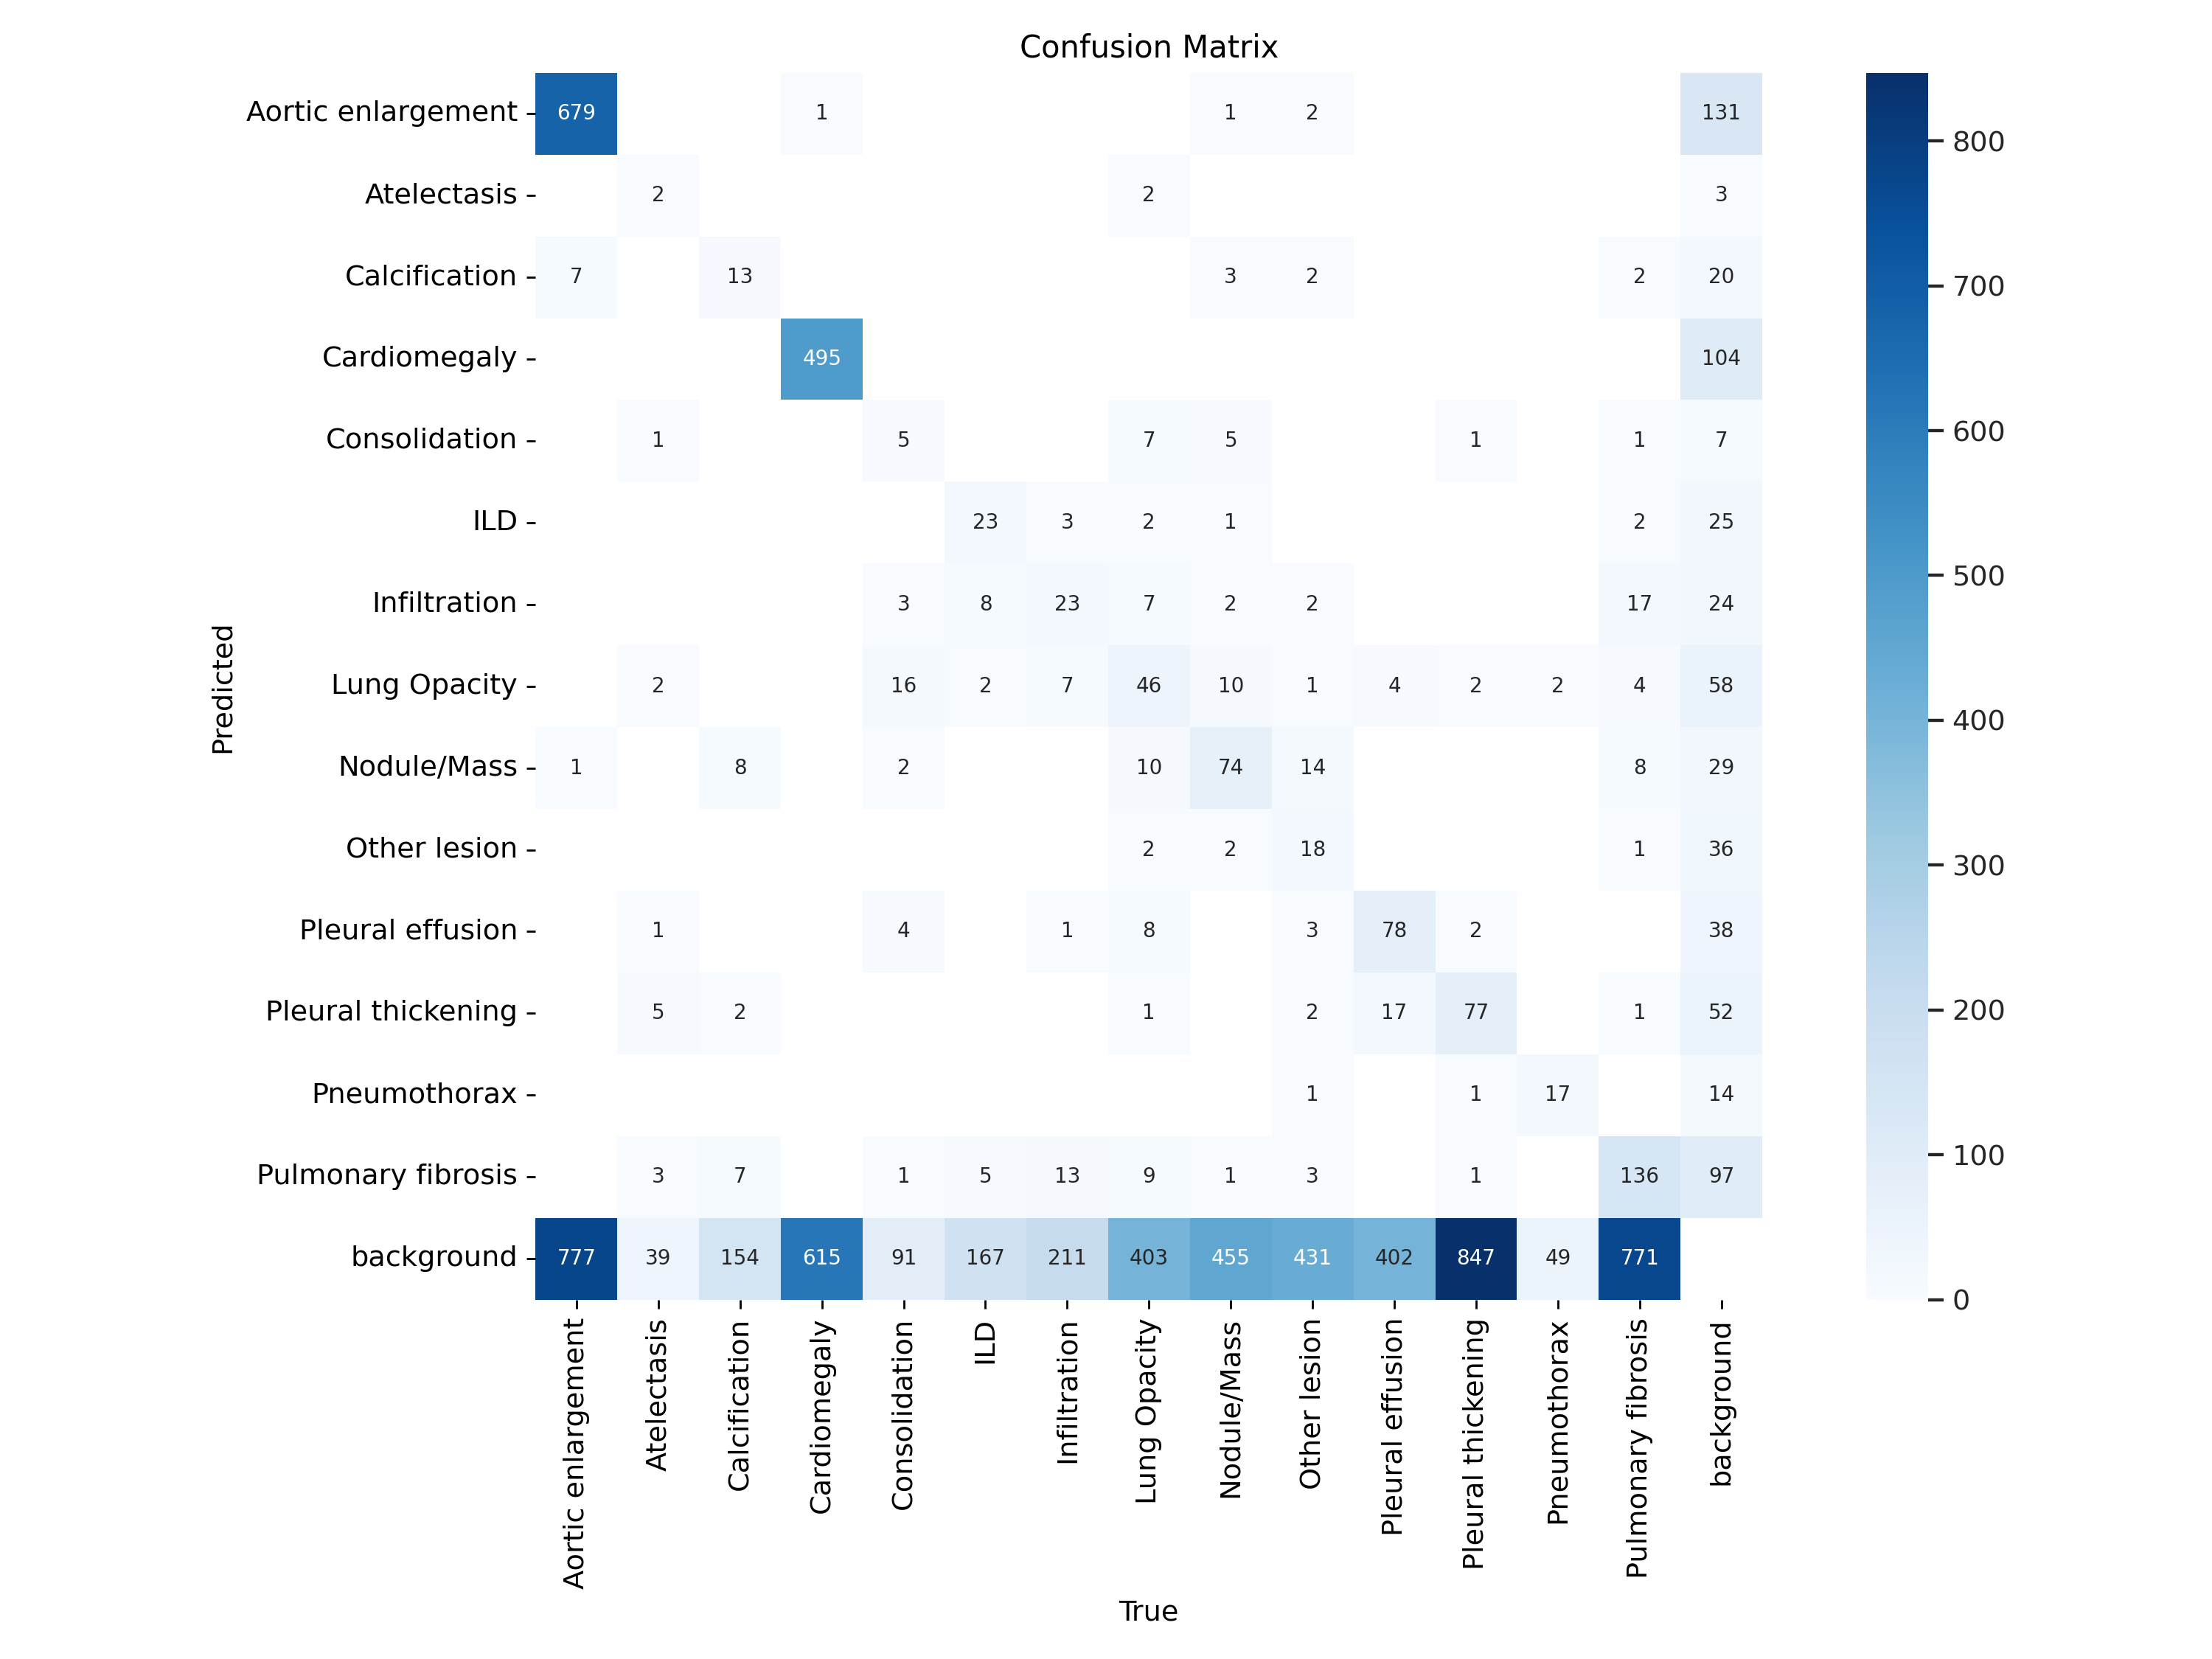 Confusion Matrix
Aortic enlargement 679 1 1 2 131
Atelectasis 2 2 3
Calcification 7 13 3 2 2 20
Cardiomegaly 495 104
Consolidation 1 5 7 5 1 1 7
ILD 23 3 2 1 2 25
Infiltration 3 8 23 7 2 2 17 24
Lung Opacity 2 16 2 7 46 10 1 4 2 2 4 58
Nodule/Mass 1 8 2 10 74 14 8 29
Other lesion 2 2 18 1 36
Pleural effusion 1 4 1 8 3 78 2 38
Pleural thickening 5 2 1 2 17 77 1 52
Pneumothorax 1 1 17 14
Pulmonary fibrosis 3 7 1 5 13 9 1 3 1 136 97
background 777 39 154 615 91 167 211 403 455 431 402 847 49 771
Predicted
Aortic enlargement
Atelectasis
Calcification
Cardiomegaly
Consolidation
ILD
Infiltration
Lung Opacity
Nodule/Mass
Other lesion
Pleural effusion
Pleural thickening
Pneumothorax
Pulmonary fibrosis
background
True
800
700
600
500
400
300
200
100
0